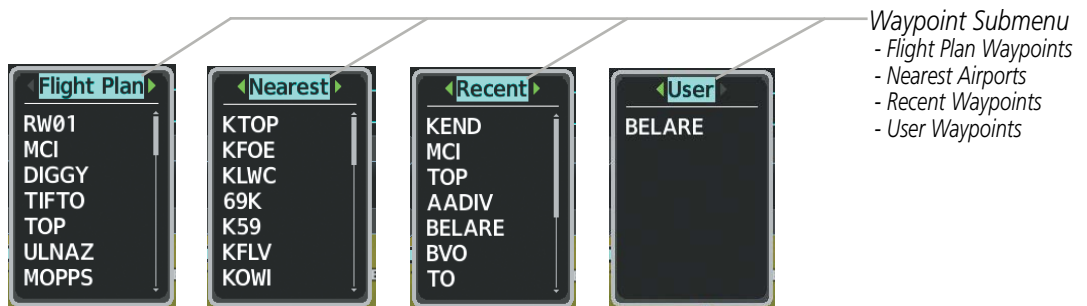 Waypoint Submenu
- Flight Plan Waypoints
- Nearest Airports
- Recent Waypoints
- User Waypoints
Flight Plan
RW01
MCI
DIGGY
TIFTO
TOP
ULNAZ
MOPPS
Nearest
KTOP
KFOE
KLWC
69K
K59
KFLV
KOWI
Recent
KEND
MCI
TOP
AADIV
BELARE
BVO
TO
User
BELARE